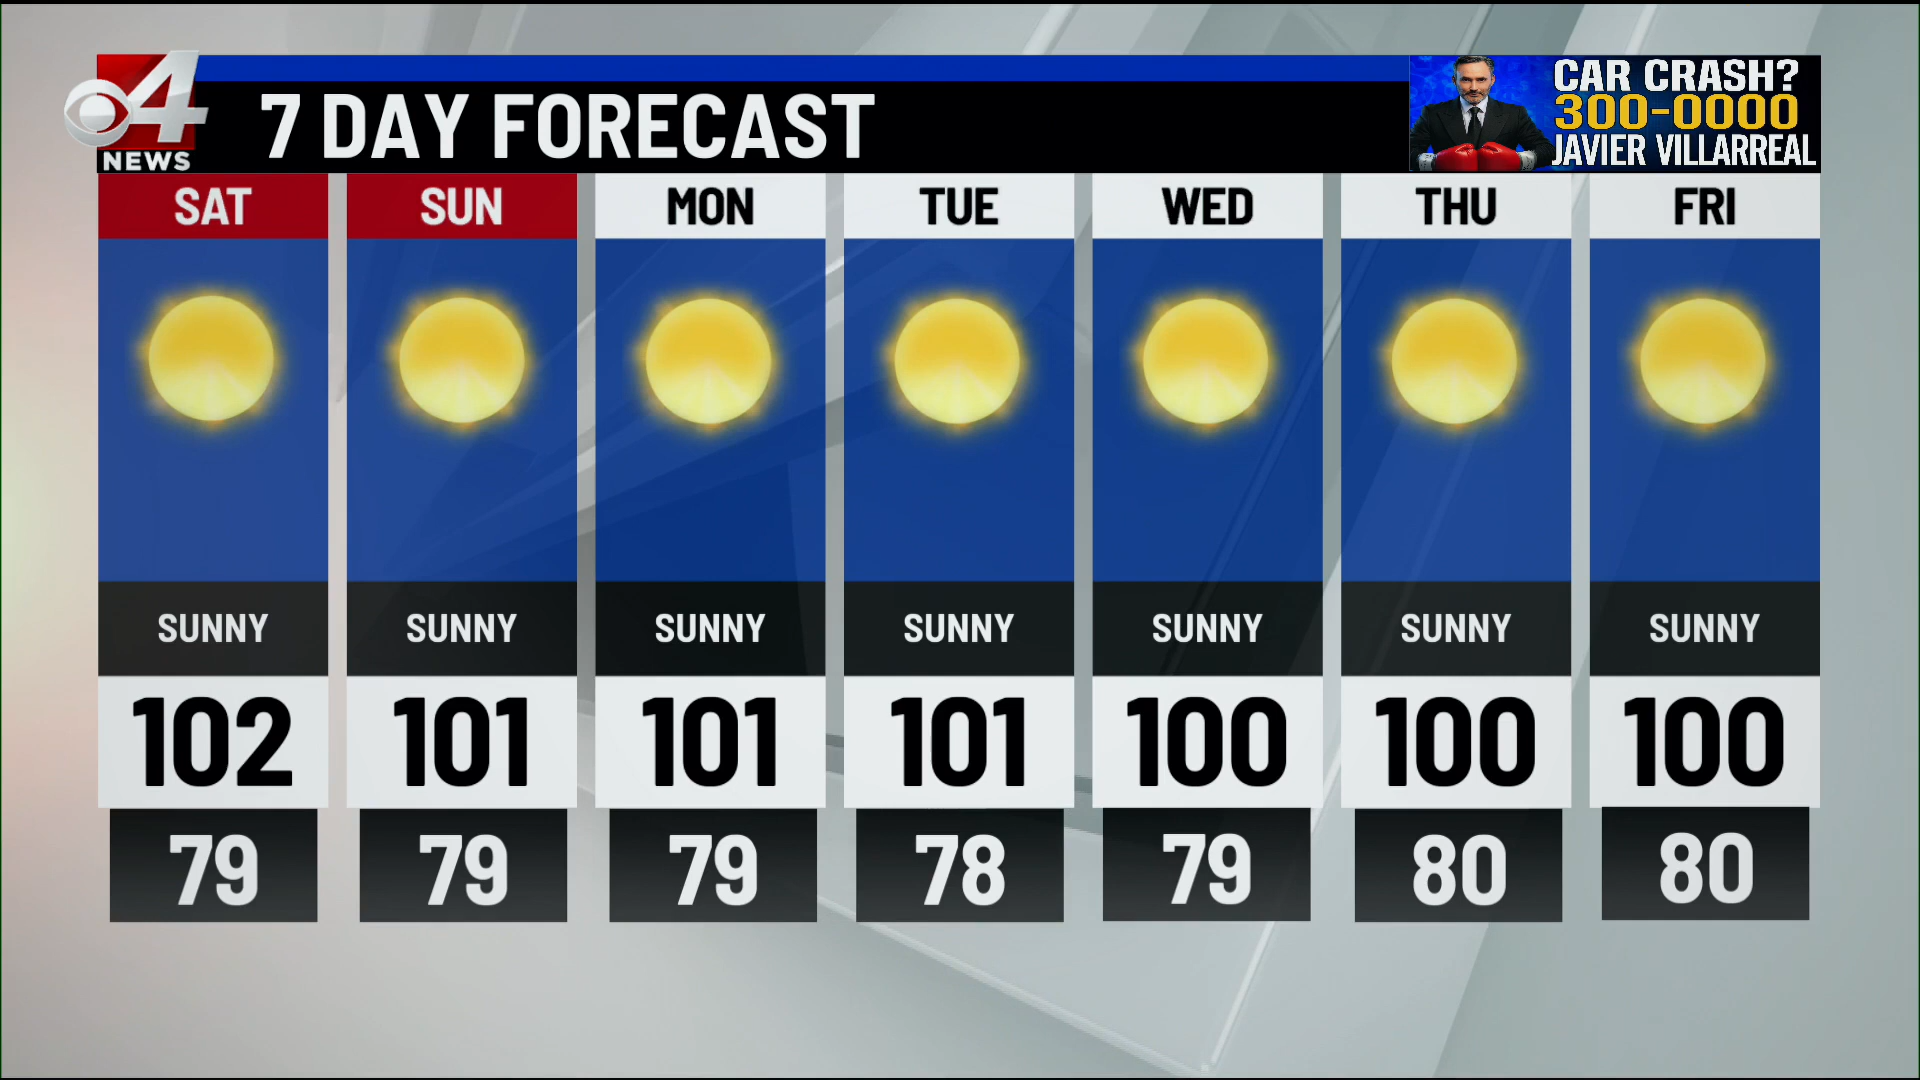 4
NEWS
7 DAY FORECAST
CAR CRASH?
300-0000
JAVIER VILLARREAL
SAT SUN MON TUE WED THU FRI
SUNNY SUNNY SUNNY SUNNY SUNNY SUNNY SUNNY
102 101 101 101 100 100 100
79 79 79 78 79 80 80